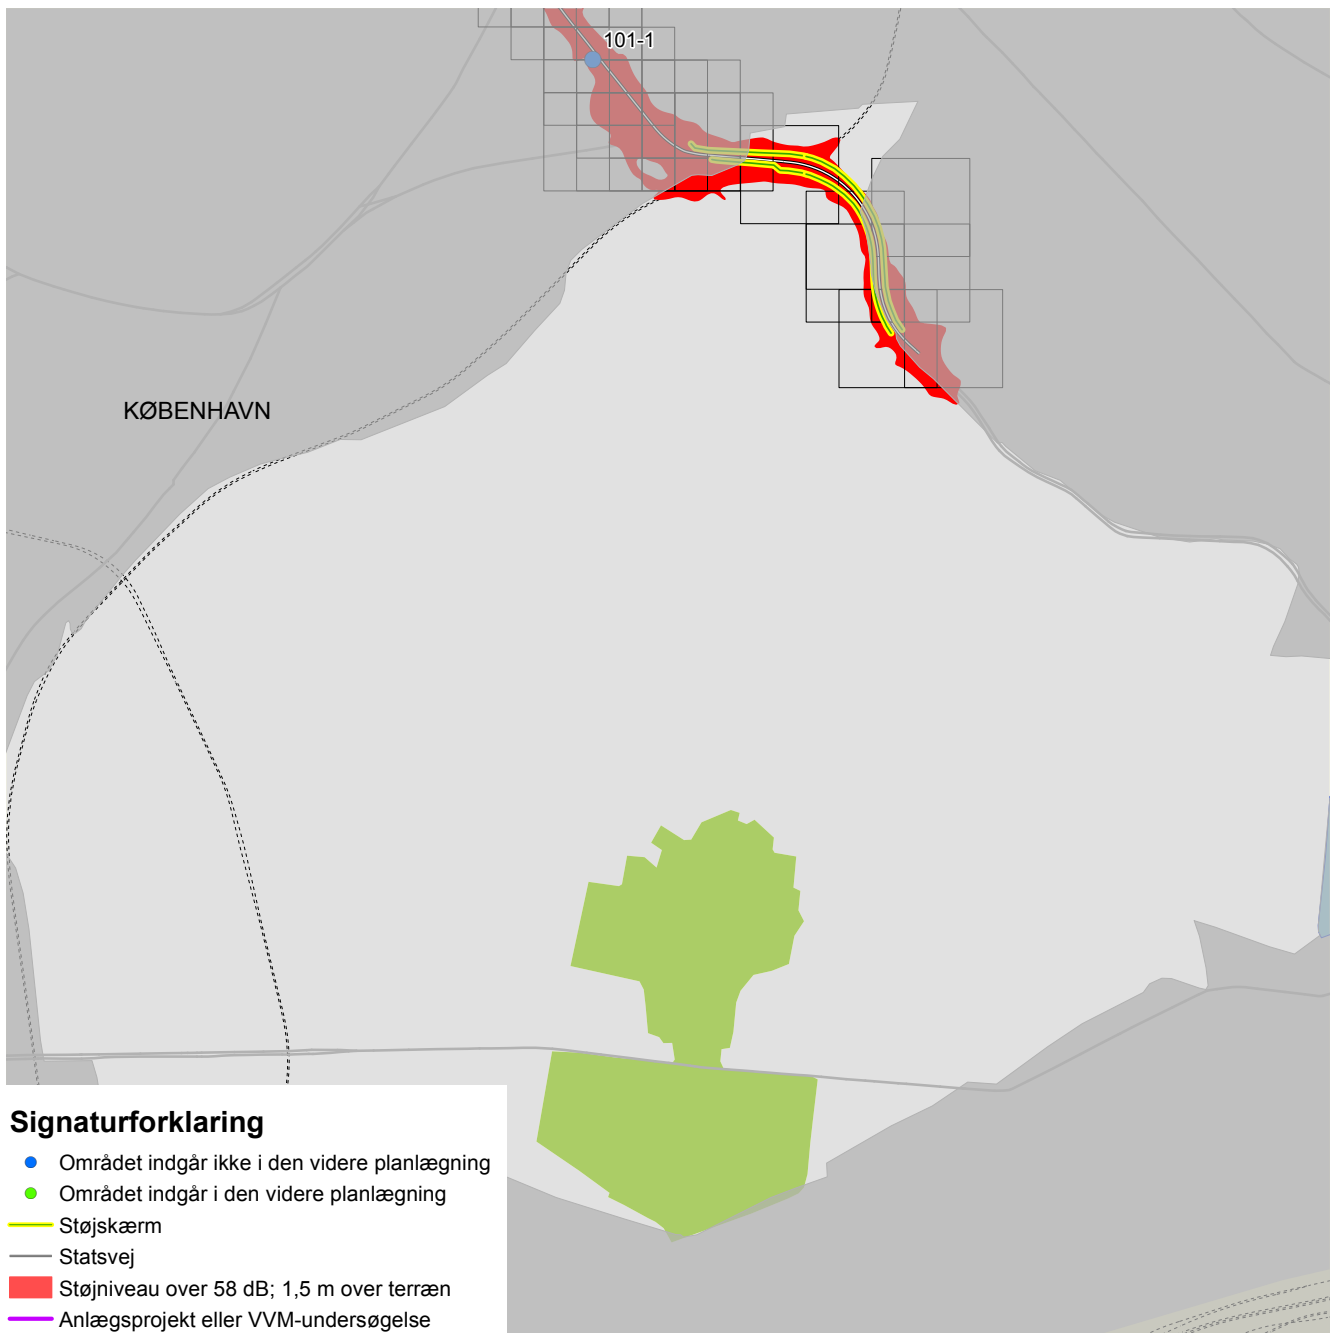 101-1
KØBENHAVN
Signaturforklaring
Området indgår ikke i den videre planlægning
Området indgår i den videre planlægning
Støjskærm
Statsvej
Støjniveau over 58 dB; 1,5 m over terræn
Anlægsprojekt eller VVM-undersøgelse